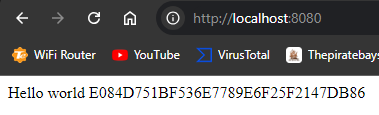 http://localhost:8080
WiFi Router YouTube VirusTotal Thepiratebays
Hello world E084D751BF536E7789E6F25F2147DB86